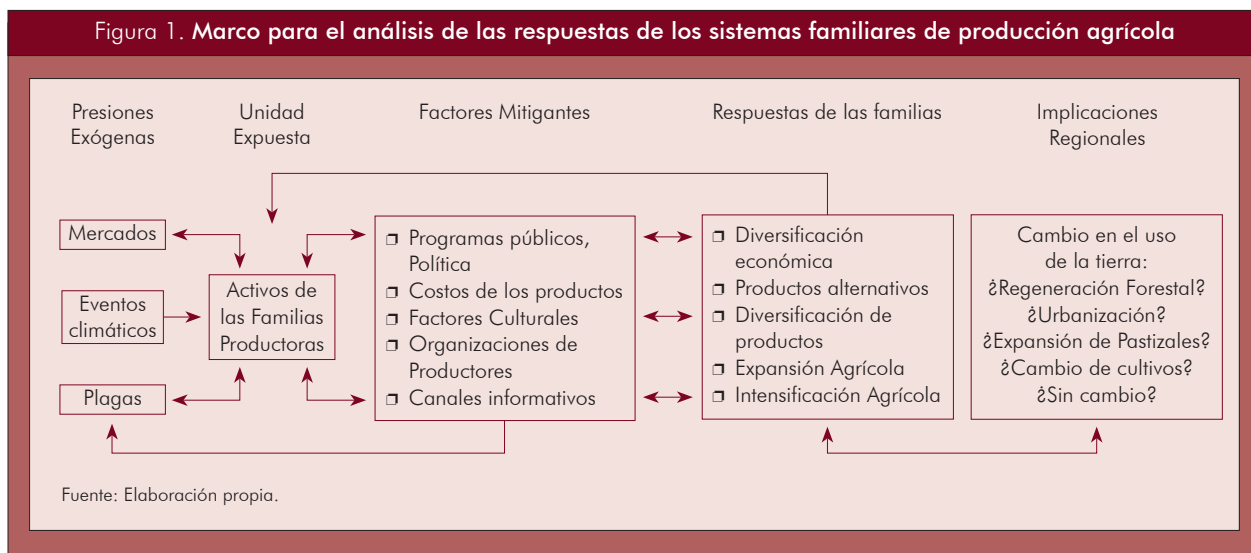 Figura 1. Marco para el análisis de las respuestas de los sistemas familiares de producción agrícola
Presiones
Exógenas
Unidad
Expuesta
Factores Mitigantes
Respuestas de las familias
Implicaciones
Regionales
Mercados
Eventos
climáticos
Plagas
Activos de
las Familias
Productoras
❐ Programas públicos,
Política
❐ Costos de los productos
❐ Factores Culturales
❐ Organizaciones de
Productores
❐ Canales informativos
❐ Diversificación
económica
❐ Productos alternativos
❐ Diversificación de
productos
❐ Expansión Agrícola
❐ Intensificación Agrícola
Cambio en el uso
de la tierra:
¿Regeneración Forestal?
¿Urbanización?
¿Expansión de Pastizales?
¿Cambio de cultivos?
¿Sin cambio?
Fuente: Elaboración propia.